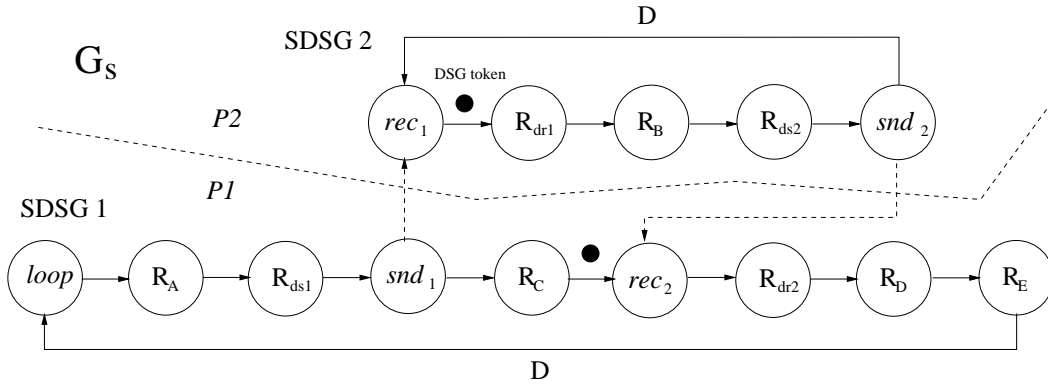 D
SDSG 2
G_s
DSG token
rec_1
R_dr1
R_B
R_ds2
snd_2
P2
P1
SDSG 1
loop
R_A
R_ds1
snd_1
R_C
rec_2
R_dr2
R_D
R_E
D